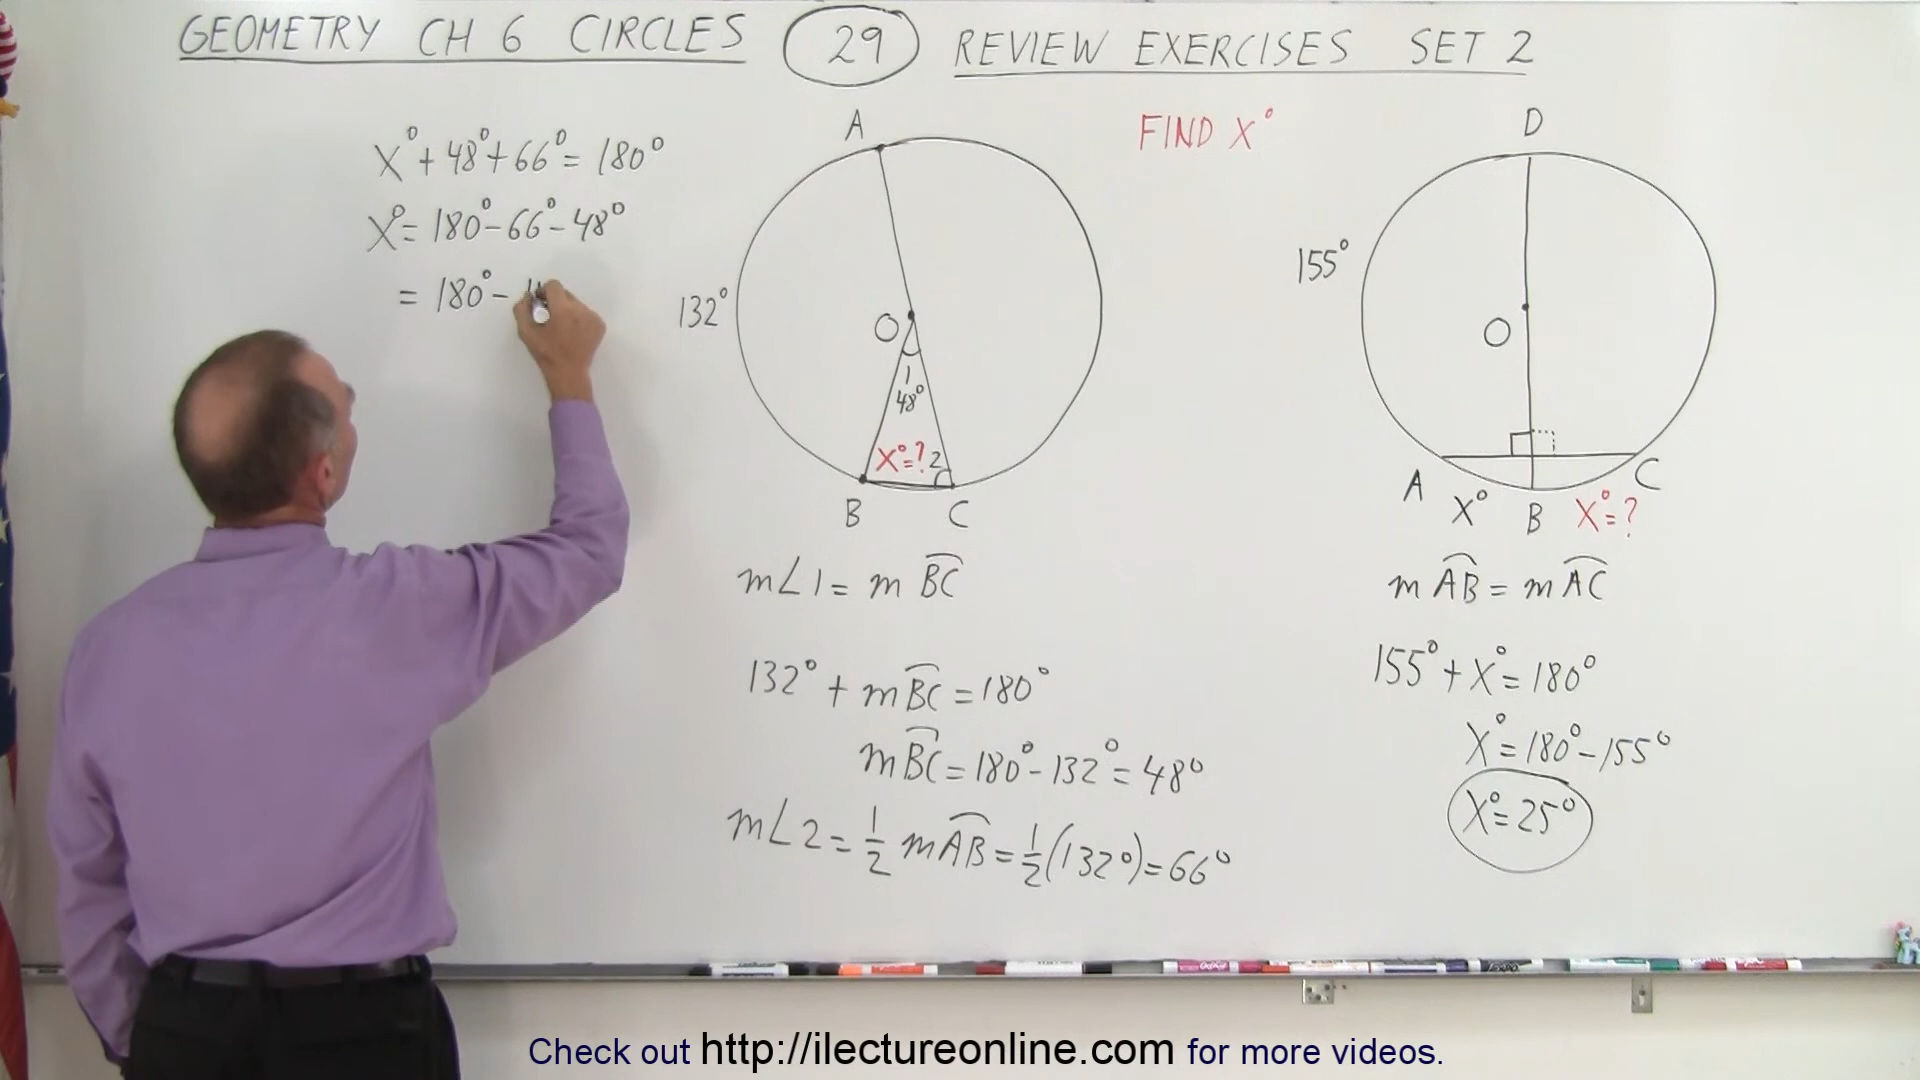 GEOMETRY CH 6 CIRCLES 29 REVIEW EXERCISES SET 2
X° + 48° + 66° = 180°
X° = 180° - 66° - 48°
= 180° -
FIND X°
A
132°
O
1
48°
X°=? 2
B C
m∠1 = m BC
132° + m BC = 180°
m BC = 180° - 132° = 48°
m∠2 = 1/2 m AB = 1/2 (132°) = 66°
D
155°
O
A X° B X°=? C
m AB = m AC
155° + X° = 180°
X° = 180° - 155°
X° = 25°
Check out http://ilectureonline.com for more videos.